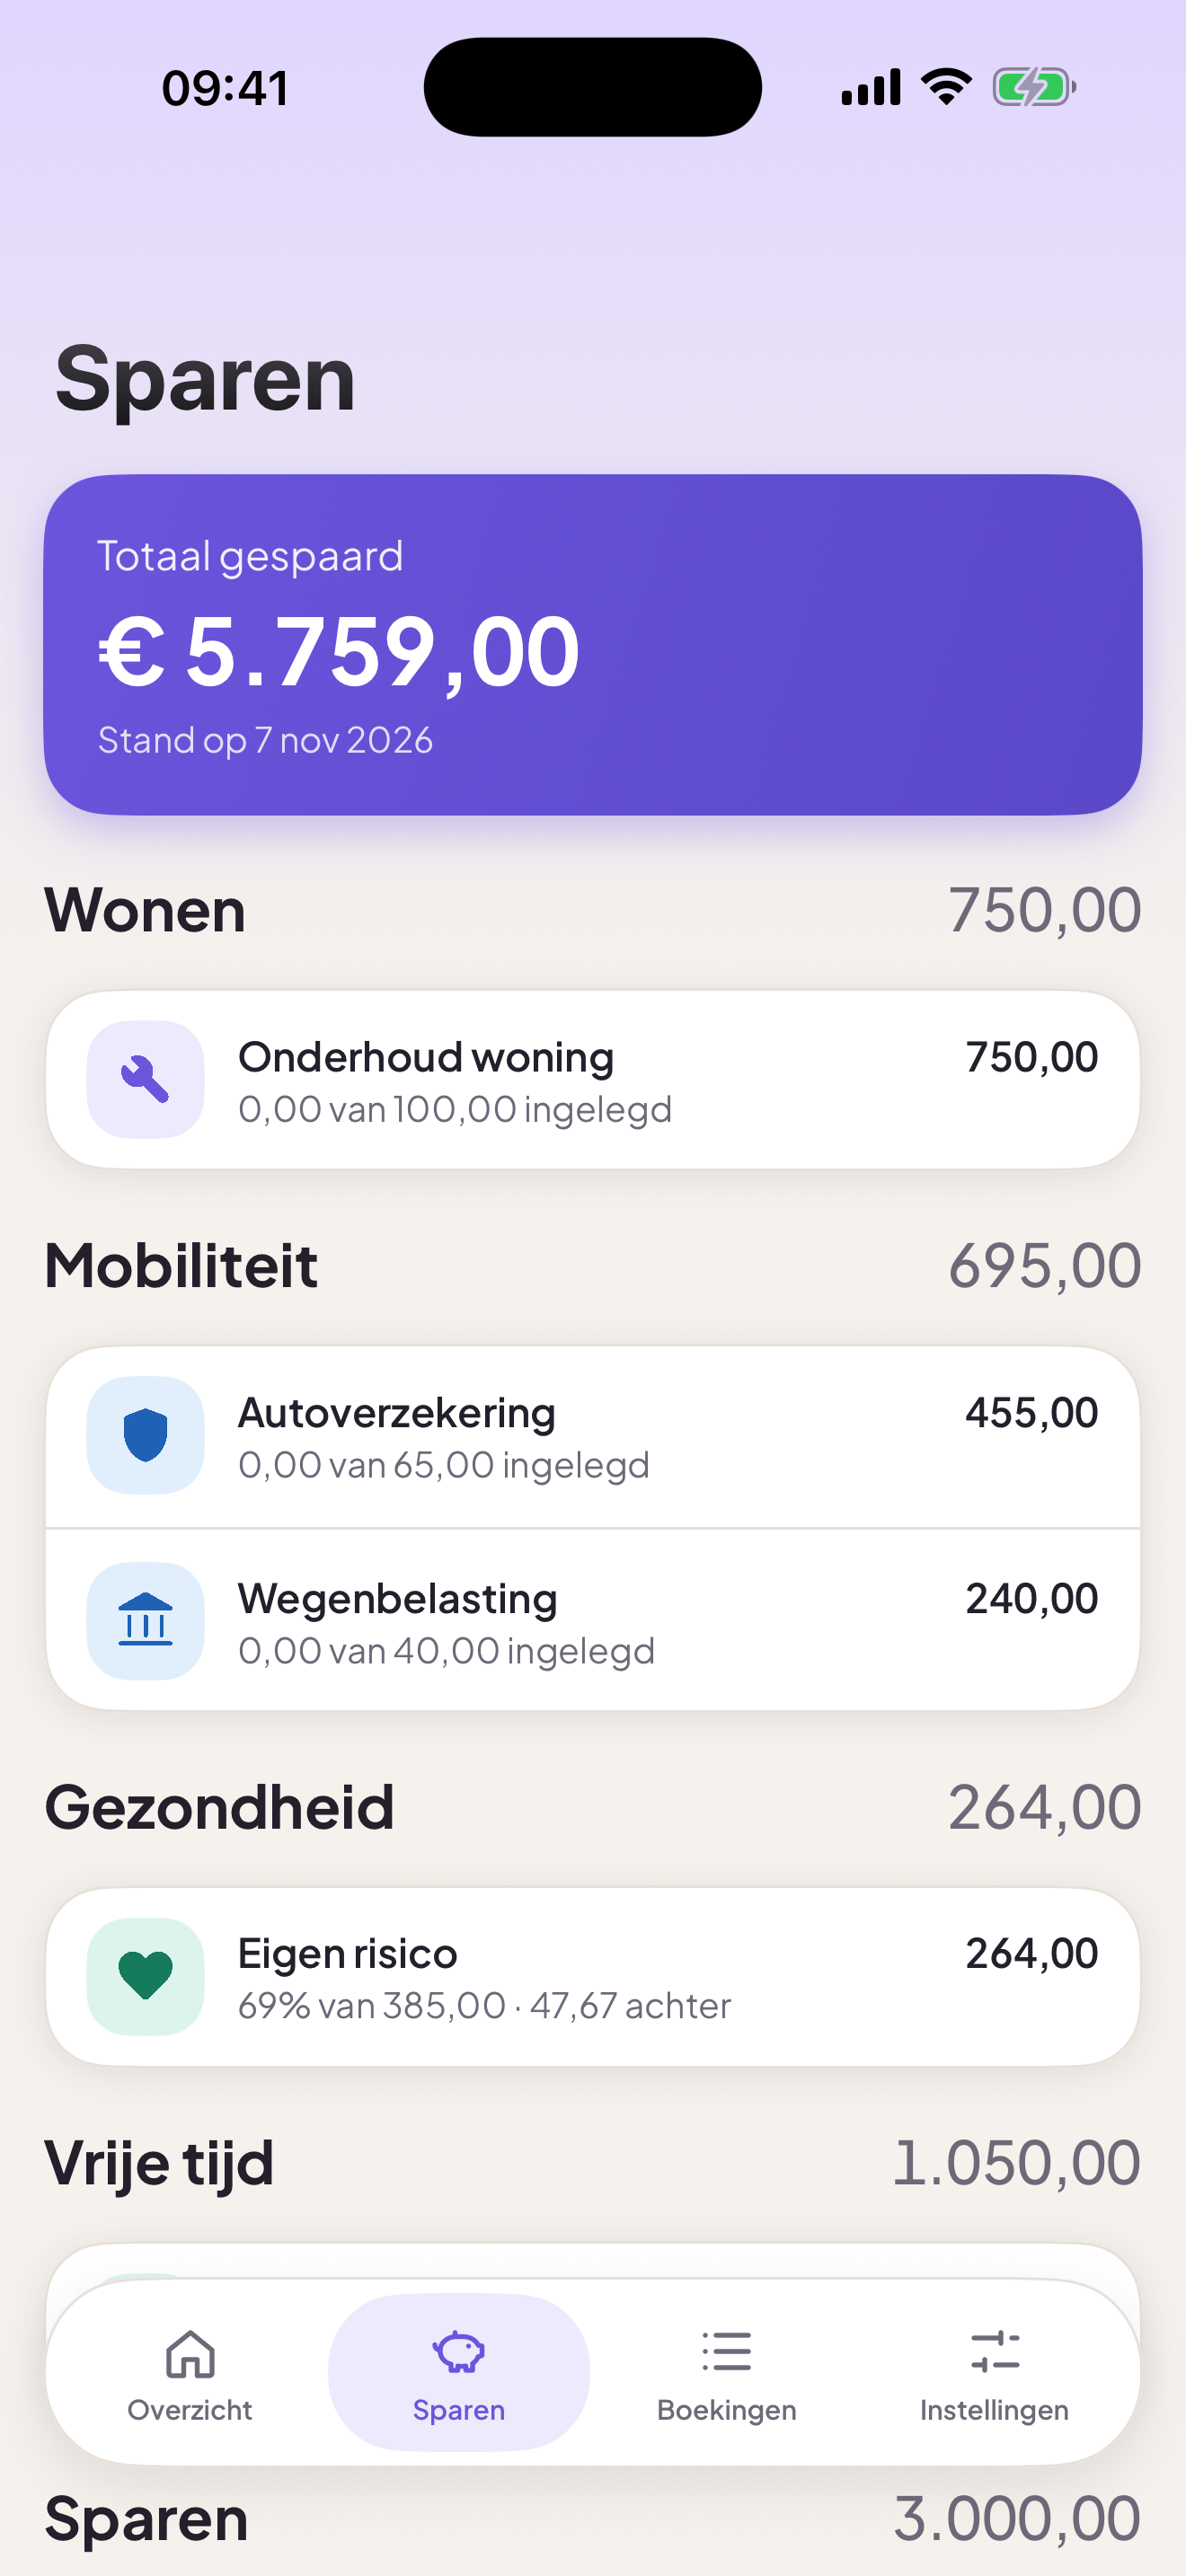 09:41
Sparen
Totaal gespaard
€ 5.759,00
Stand op 7 nov 2026
Wonen 750,00
Onderhoud woning 750,00
0,00 van 100,00 ingelegd
Mobiliteit 695,00
Autoverzekering 455,00
0,00 van 65,00 ingelegd
Wegenbelasting 240,00
0,00 van 40,00 ingelegd
Gezondheid 264,00
Eigen risico 264,00
69% van 385,00 · 47,67 achter
Vrije tijd 1.050,00
Overzicht Sparen Boekingen Instellingen
Sparen 3.000,00